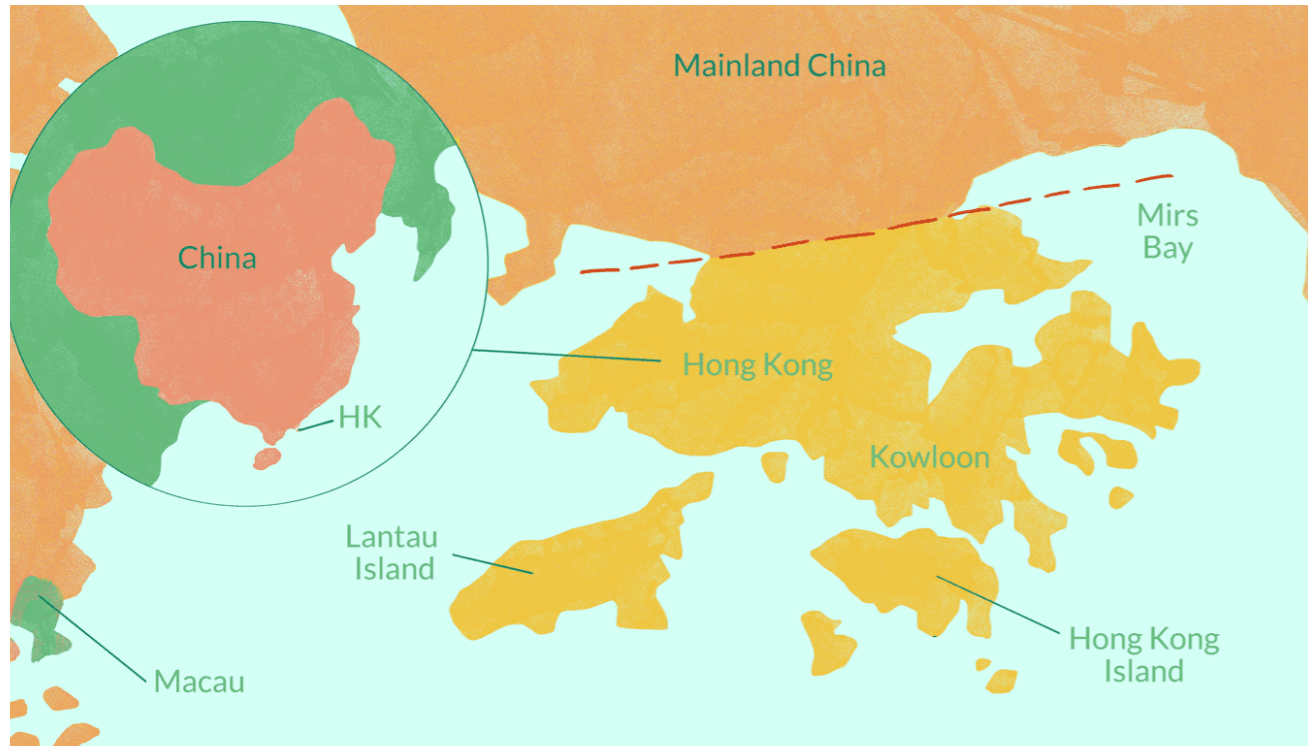 Mainland China
Mirs
Bay
China
Hong Kong
HK
Kowloon
Lantau
Island
Hong Kong
Island
Macau